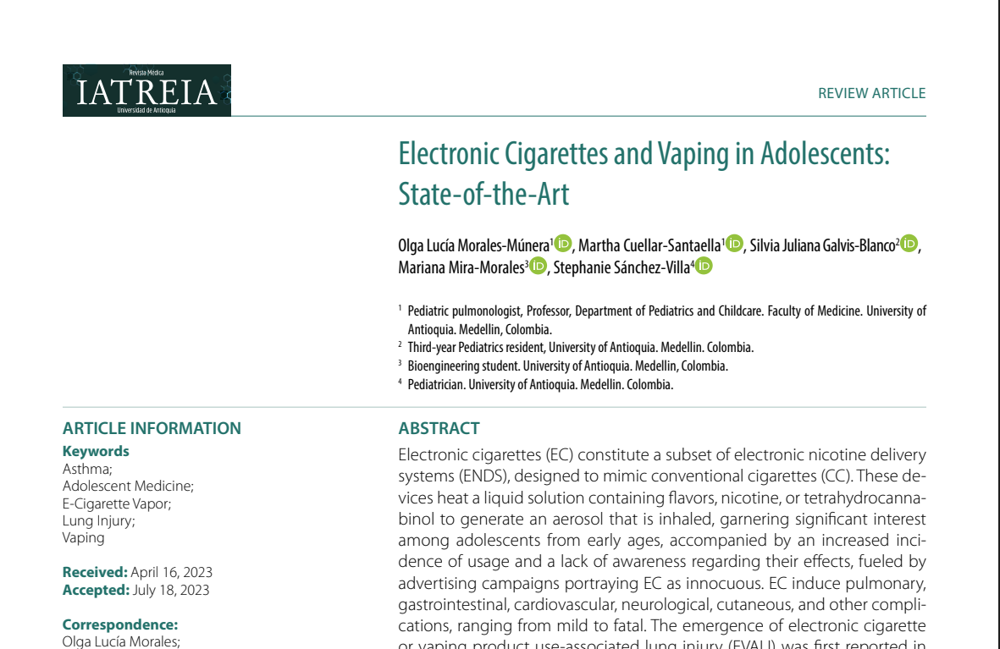 Revista Médica
IATREIA
Universidad de Antioquia
REVIEW ARTICLE
Electronic Cigarettes and Vaping in Adolescents:
State-of-the-Art
Olga Lucía Morales-Múnera1 iD, Martha Cuellar-Santaella1 iD, Silvia Juliana Galvis-Blanco2 iD,
Mariana Mira-Morales3 iD, Stephanie Sánchez-Villa4 iD
1 Pediatric pulmonologist, Professor, Department of Pediatrics and Childcare. Faculty of Medicine. University of
Antioquia. Medellin, Colombia.
2 Third-year Pediatrics resident, University of Antioquia. Medellin. Colombia.
3 Bioengineering student. University of Antioquia. Medellin, Colombia.
4 Pediatrician. University of Antioquia. Medellin. Colombia.
ARTICLE INFORMATION
Keywords
Asthma;
Adolescent Medicine;
E-Cigarette Vapor;
Lung Injury;
Vaping
Received: April 16, 2023
Accepted: July 18, 2023
Correspondence:
Olga Lucía Morales;
ABSTRACT
Electronic cigarettes (EC) constitute a subset of electronic nicotine delivery
systems (ENDS), designed to mimic conventional cigarettes (CC). These de-
vices heat a liquid solution containing flavors, nicotine, or tetrahydrocanna-
binol to generate an aerosol that is inhaled, garnering significant interest
among adolescents from early ages, accompanied by an increased inci-
dence of usage and a lack of awareness regarding their effects, fueled by
advertising campaigns portraying EC as innocuous. EC induce pulmonary,
gastrointestinal, cardiovascular, neurological, cutaneous, and other compli-
cations, ranging from mild to fatal. The emergence of electronic cigarette
or vaping product use-associated lung injury (EVALI) was first reported in